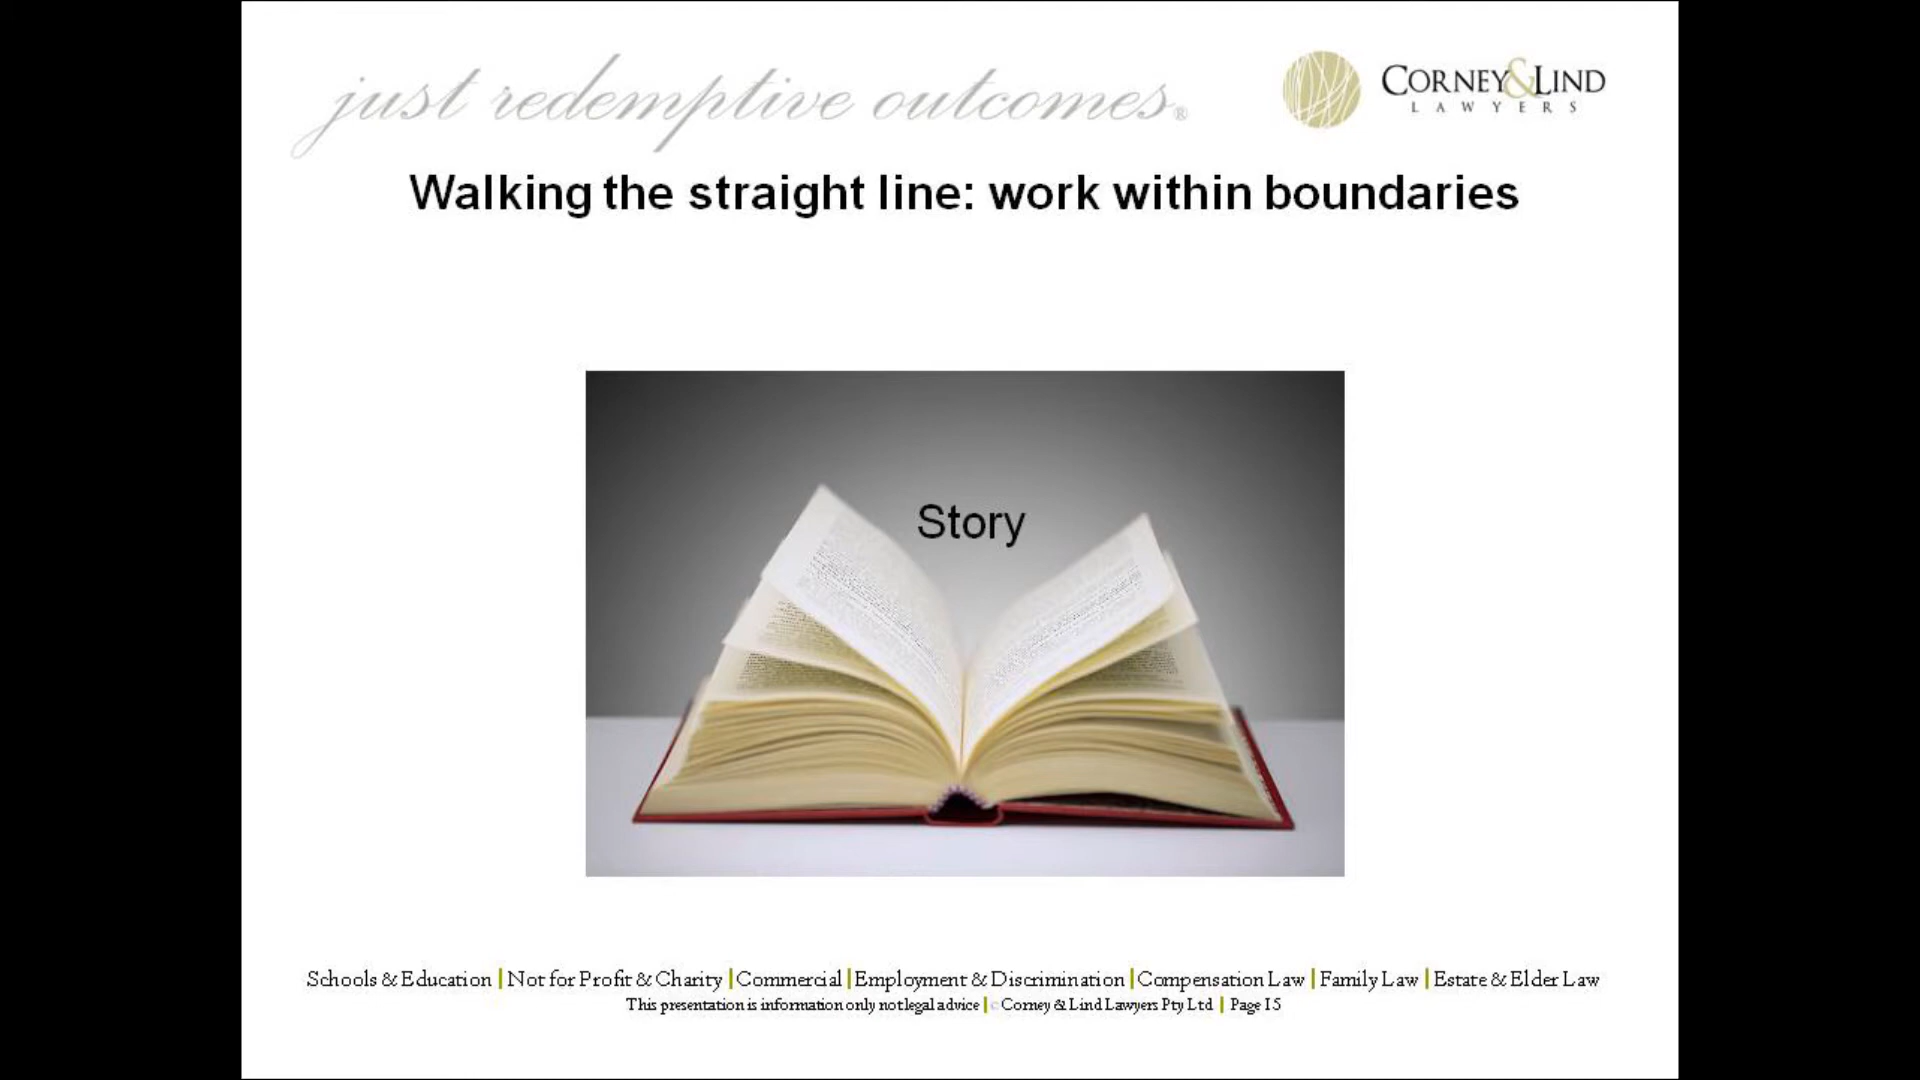 just redemptive outcomes®
CORNEY&LIND
LAWYERS
Walking the straight line: work within boundaries
Story
Schools & Education | Not for Profit & Charity | Commercial | Employment & Discrimination | Compensation Law | Family Law | Estate & Elder Law
This presentation is information only not legal advice | © Corney & Lind Lawyers Pty Ltd | Page 15